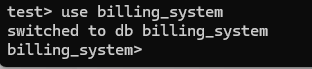 test> use billing_system
switched to db billing_system
billing_system>